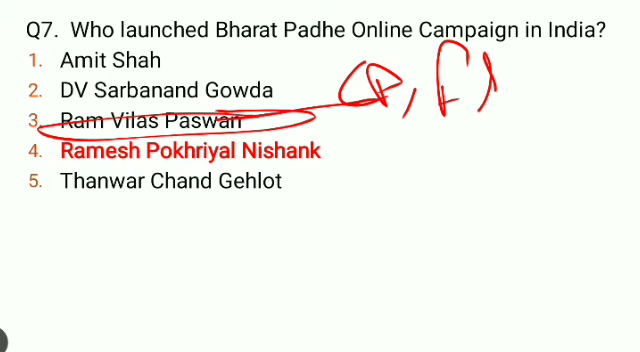 Q7. Who launched Bharat Padhe Online Campaign in India?
1. Amit Shah
2. DV Sarbanand Gowda
3. Ram Vilas Paswan
4. Ramesh Pokhriyal Nishank
5. Thanwar Chand Gehlot